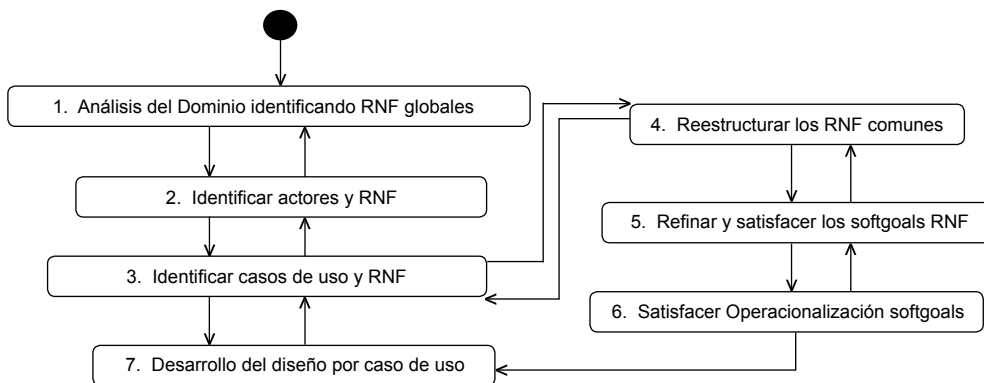 1. Análisis del Dominio identificando RNF globales
2. Identificar actores y RNF
3. Identificar casos de uso y RNF
4. Reestructurar los RNF comunes
5. Refinar y satisfacer los softgoals RNF
6. Satisfacer Operacionalización softgoals
7. Desarrollo del diseño por caso de uso